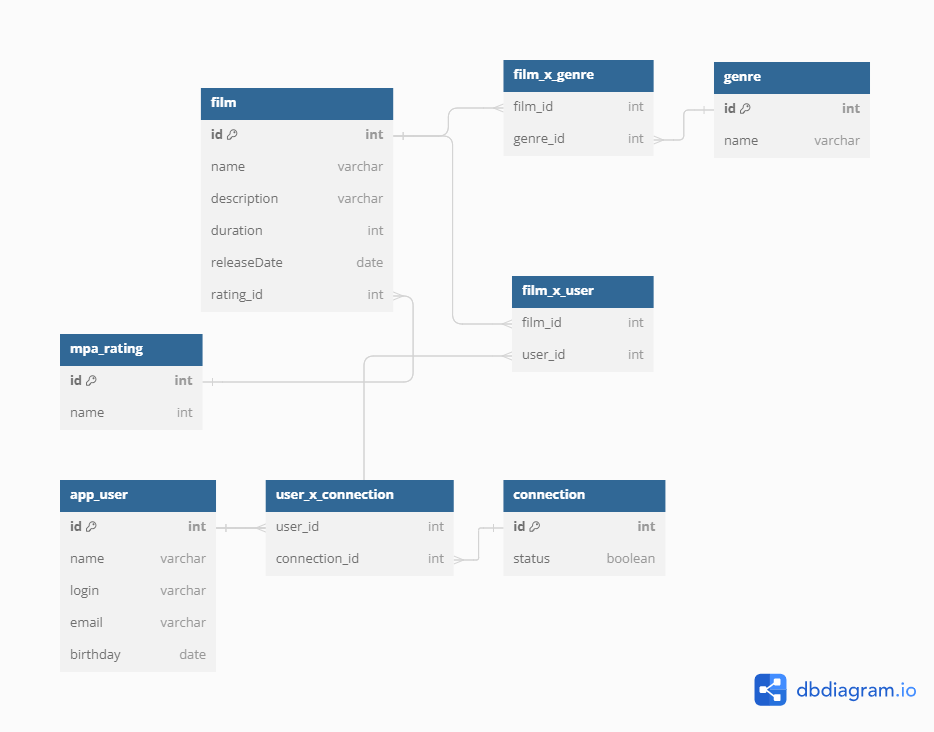 film
id int
name varchar
description varchar
duration int
releaseDate date
rating_id int
film_x_genre
film_id int
genre_id int
genre
id int
name varchar
film_x_user
film_id int
user_id int
mpa_rating
id int
name int
app_user
id int
name varchar
login varchar
email varchar
birthday date
user_x_connection
user_id int
connection_id int
connection
id int
status boolean
dbdiagram.io